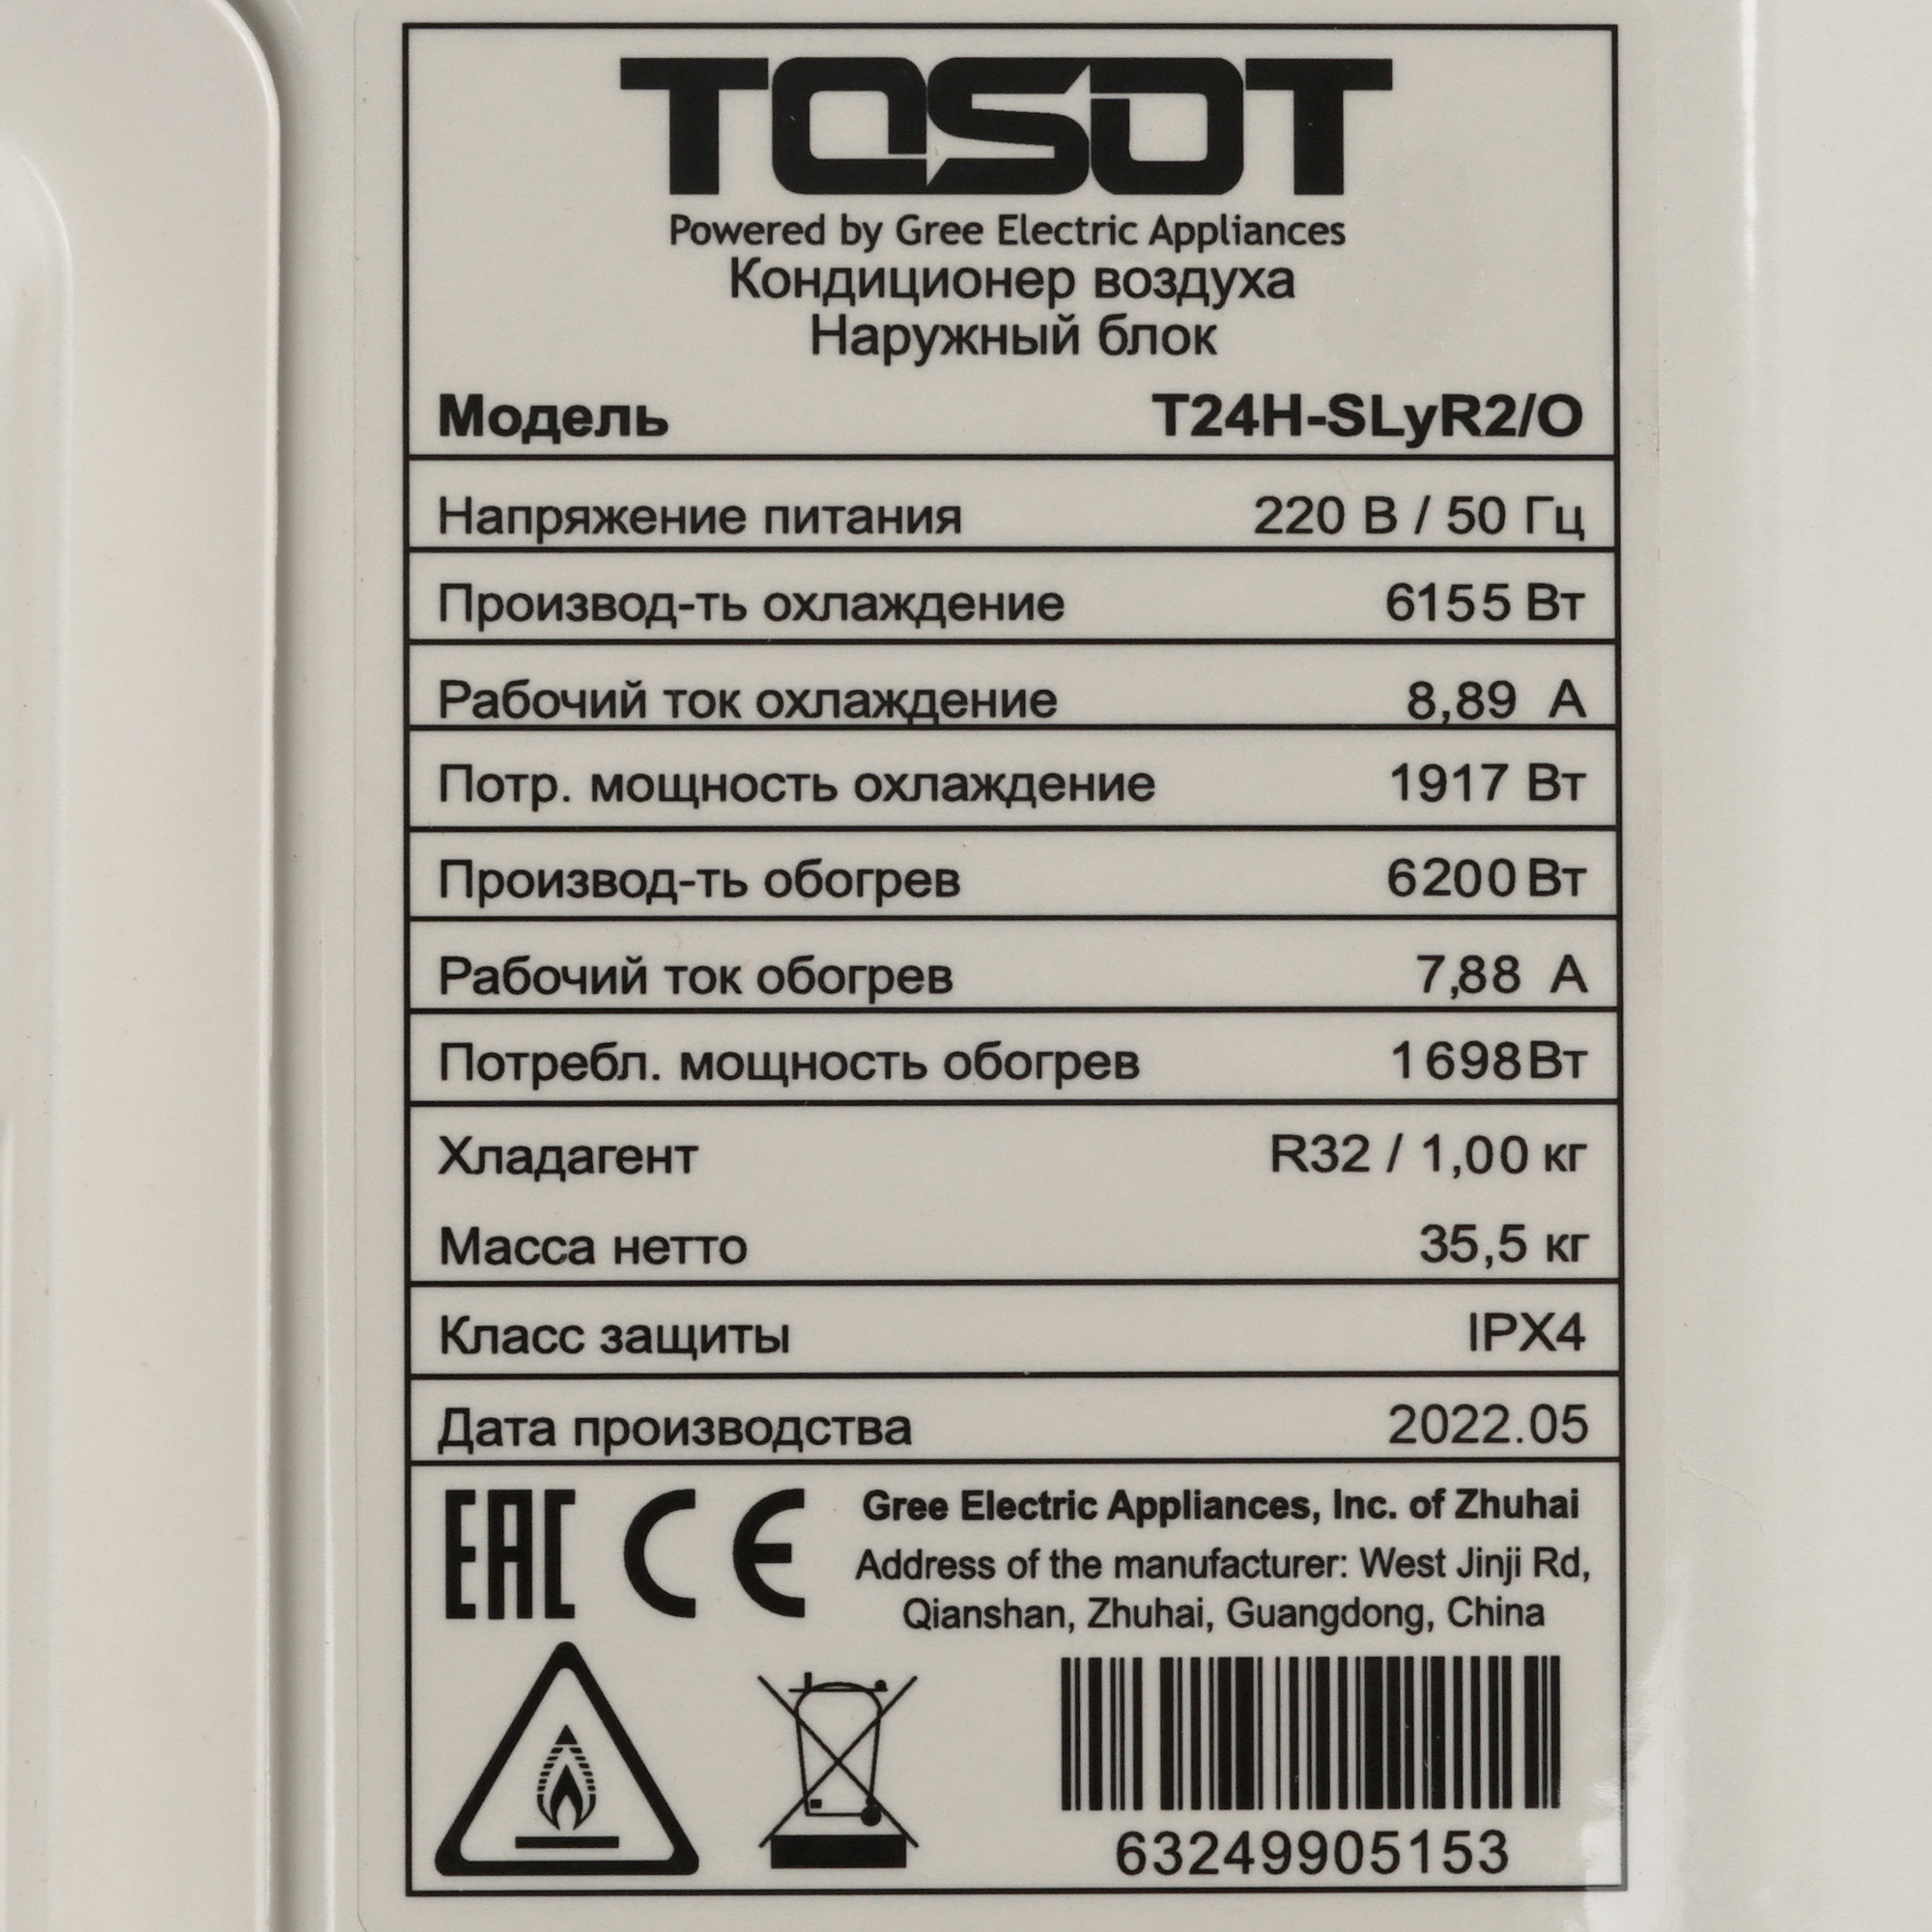 TOSOT
Powered by Gree Electric Appliances
Кондиционер воздуха
Наружный блок
Модель T24H-SLyR2/O
Напряжение питания 220 В / 50 Гц
Производ-ть охлаждение 6155 Вт
Рабочий ток охлаждение 8,89 А
Потр. мощность охлаждение 1917 Вт
Производ-ть обогрев 6200 Вт
Рабочий ток обогрев 7,88 А
Потребл. мощность обогрев 1698 Вт
Хладагент R32 / 1,00 кг
Масса нетто 35,5 кг
Класс защиты IPX4
Дата производства 2022.05
EAC CE
Gree Electric Appliances, Inc. of Zhuhai
Address of the manufacturer: West Jinji Rd,
Qianshan, Zhuhai, Guangdong, China
63249905153